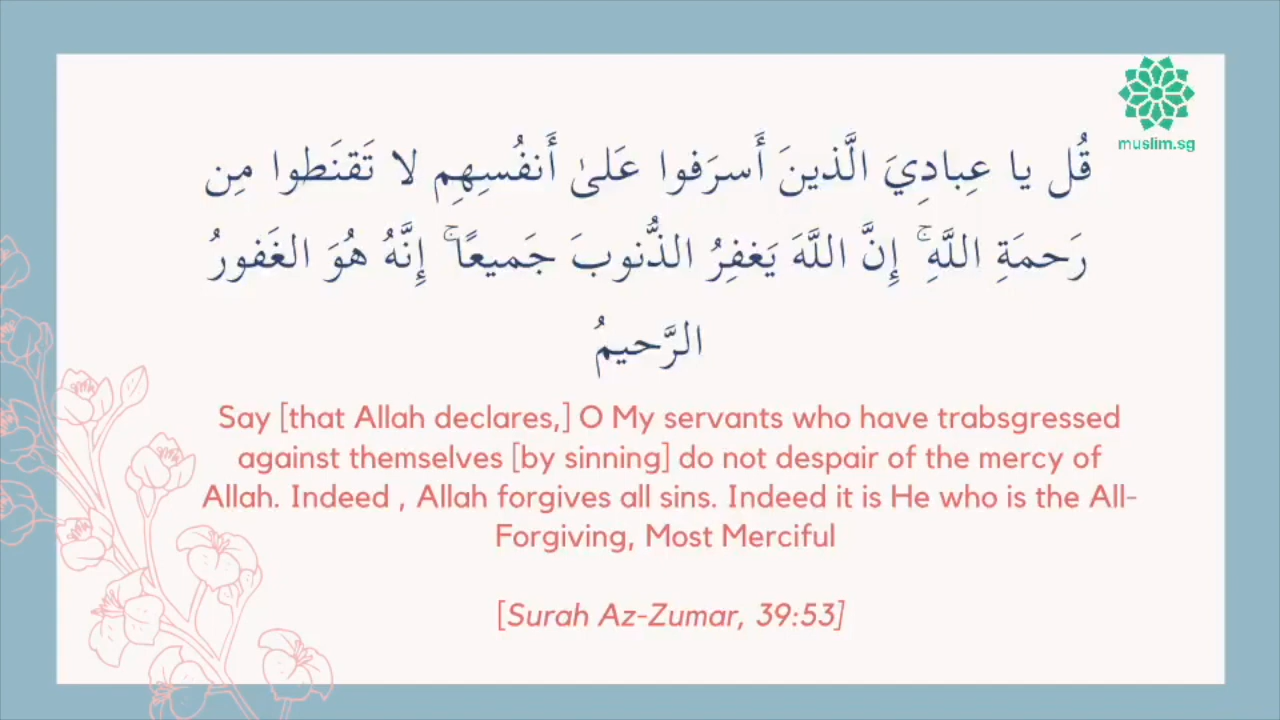 muslim.sg
قُل يا عِبادِيَ الَّذينَ أَسرَفوا عَلىٰ أَنفُسِهِم لا تَقنَطوا مِن
رَحمَةِ اللَّهِ ۚ إِنَّ اللَّهَ يَغفِرُ الذُّنوبَ جَميعًا ۚ إِنَّهُ هُوَ الغَفورُ
الرَّحيمُ
Say [that Allah declares,] O My servants who have trabsgressed
against themselves [by sinning] do not despair of the mercy of
Allah. Indeed , Allah forgives all sins. Indeed it is He who is the All-
Forgiving, Most Merciful
[Surah Az-Zumar, 39:53]